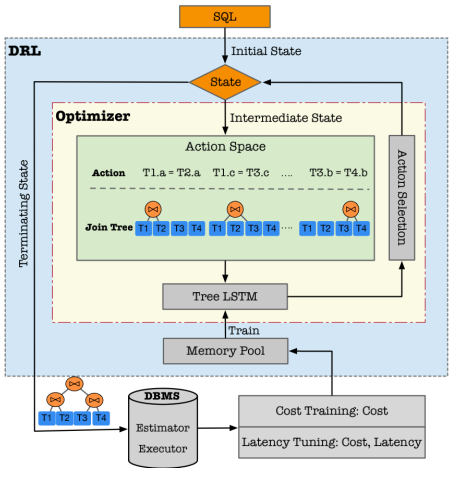 SQL
DRL
Initial State
State
Optimizer
Intermediate State
Action Space
Action T1.a = T2.a T1.c = T3.c .... T3.b = T4.b
Join Tree T1 T2 T3 T4 T1 T2 T3 T4 .... T1 T2 T3 T4
Action Selection
Terminating State
Tree LSTM
Train
Memory Pool
T1 T2 T3 T4
DBMS
Estimator
Executor
Cost Training: Cost
Latency Tuning: Cost, Latency